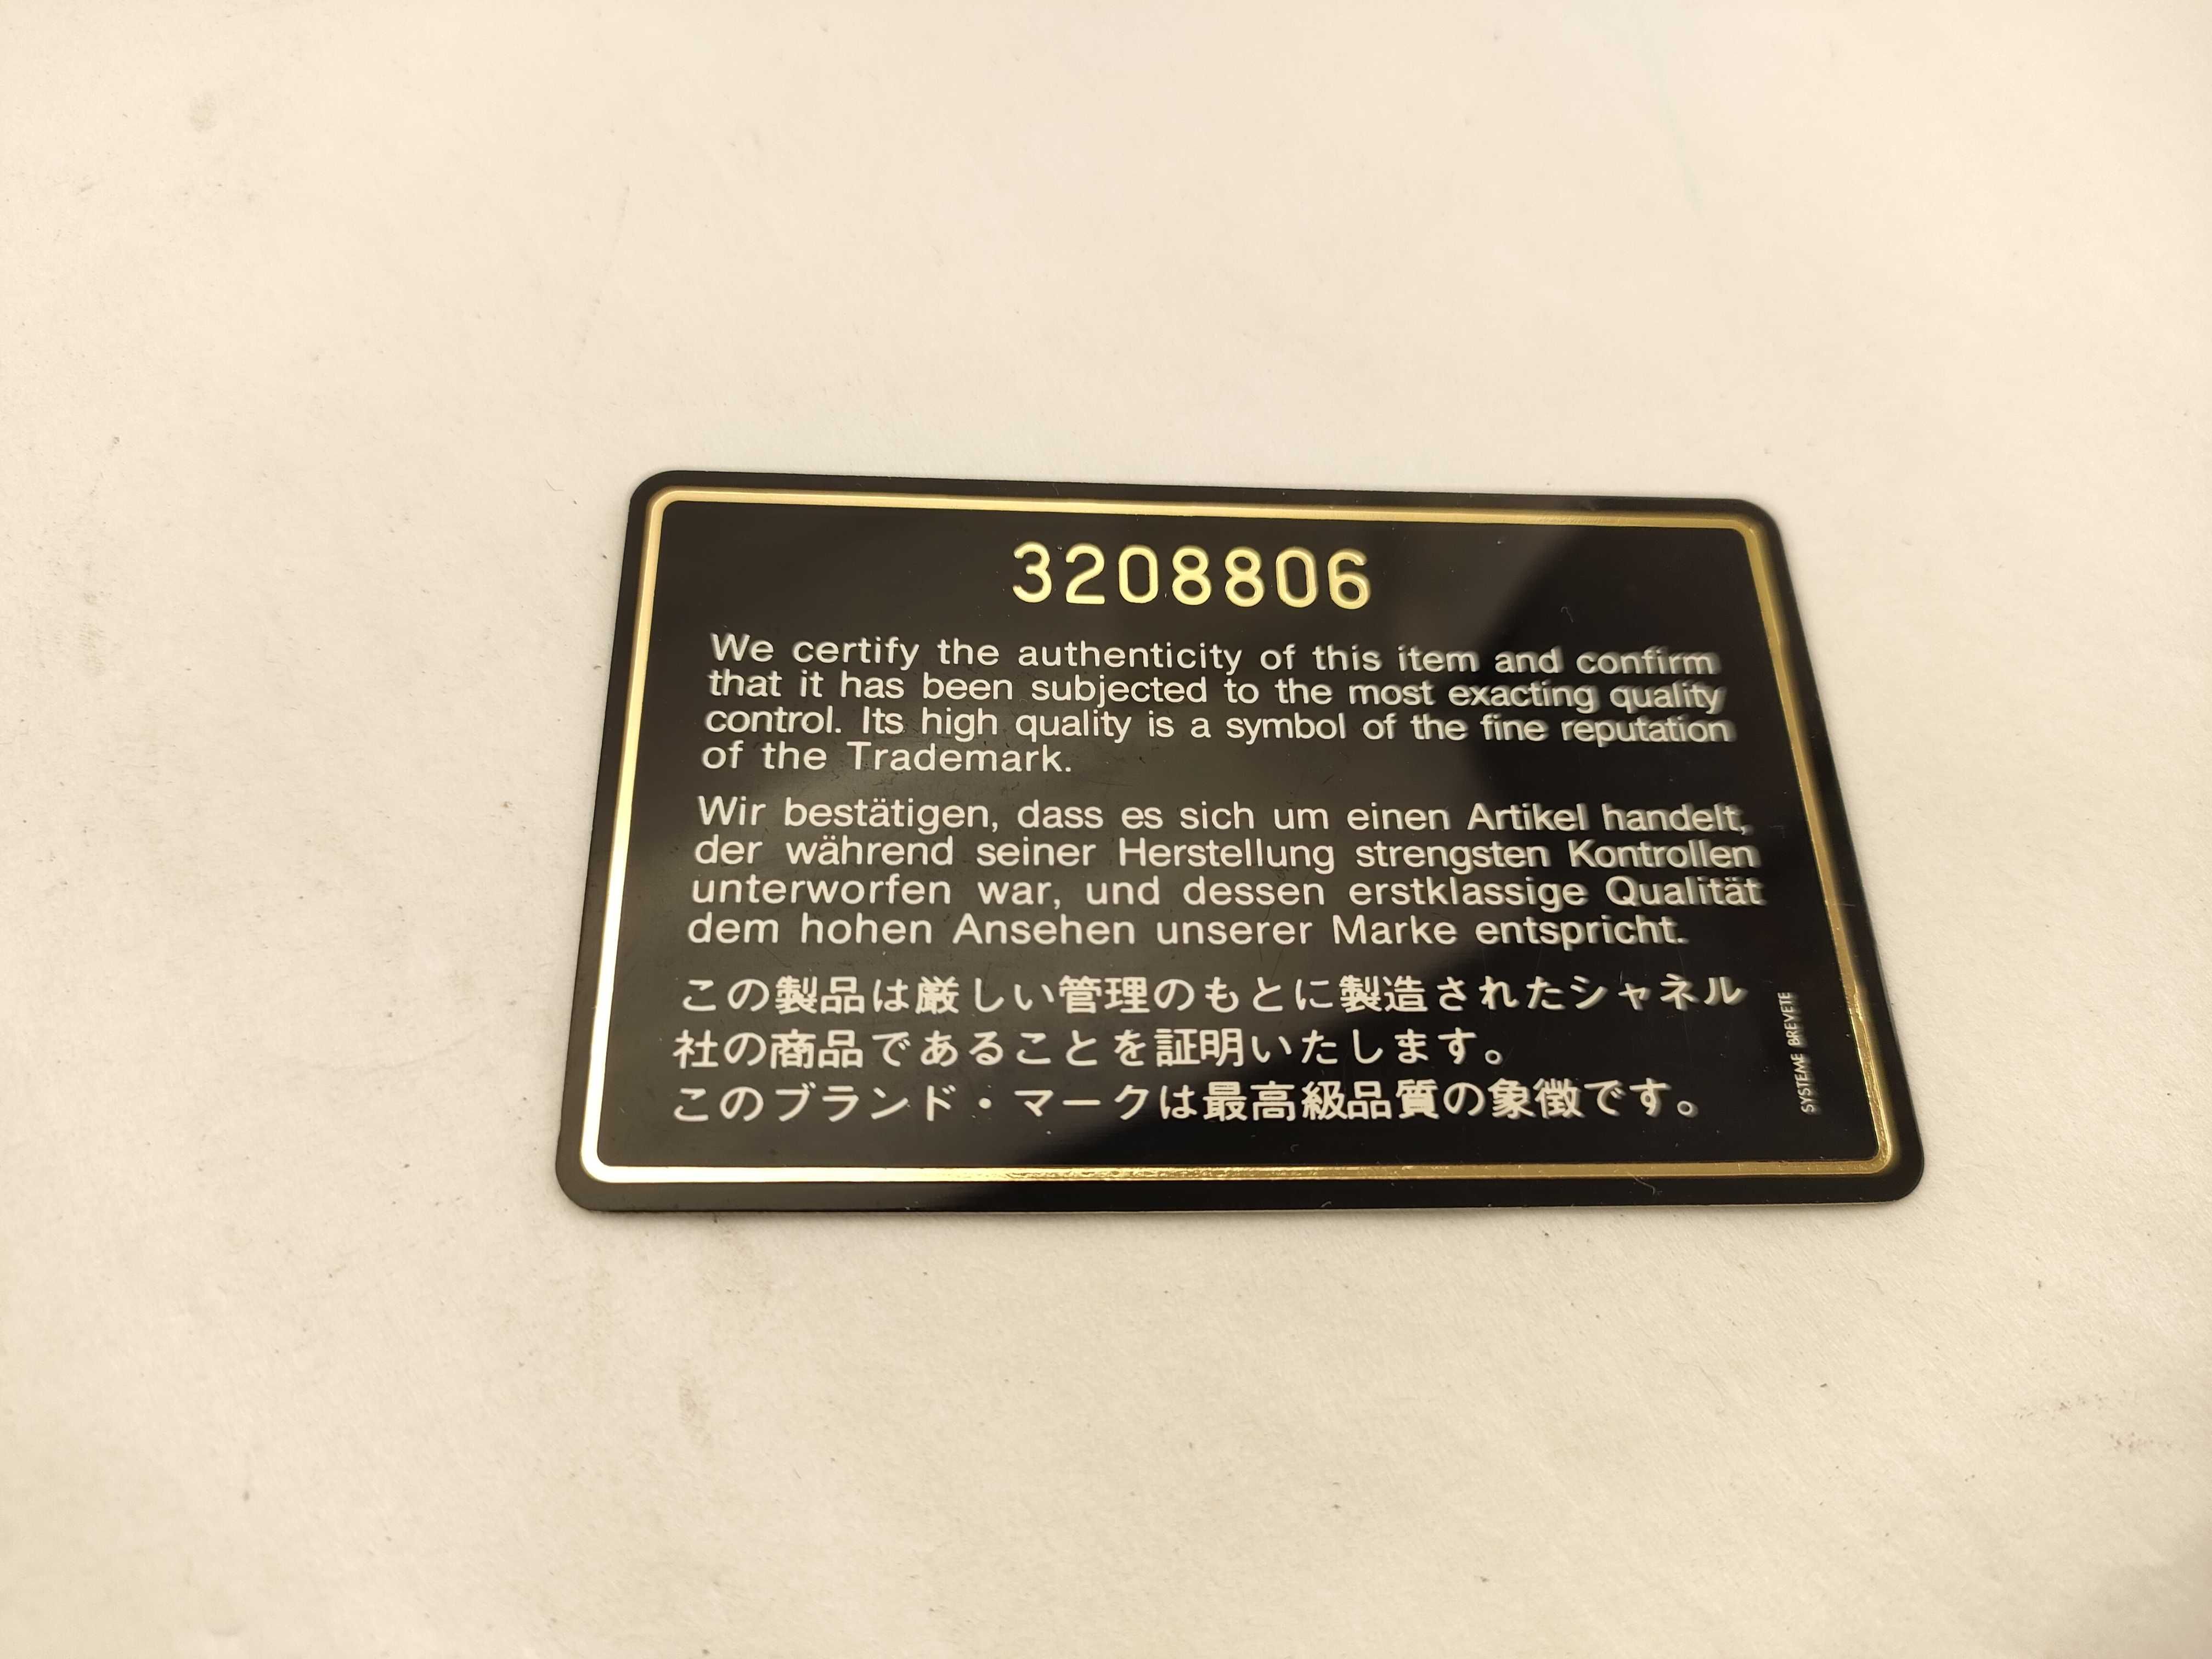 3208806
We certify the authenticity of this item and confirm
that it has been subjected to the most exacting quality
control. Its high quality is a symbol of the fine reputation
of the Trademark.
Wir bestätigen, dass es sich um einen Artikel handelt,
der während seiner Herstellung strengsten Kontrollen
unterworfen war, und dessen erstklassige Qualität
dem hohen Ansehen unserer Marke entspricht.
この製品は厳しい管理のもとに製造されたシャネル
社の商品であることを証明いたします。
このブランド・マークは最高級品質の象徴です。
SYSTEME BREVETE